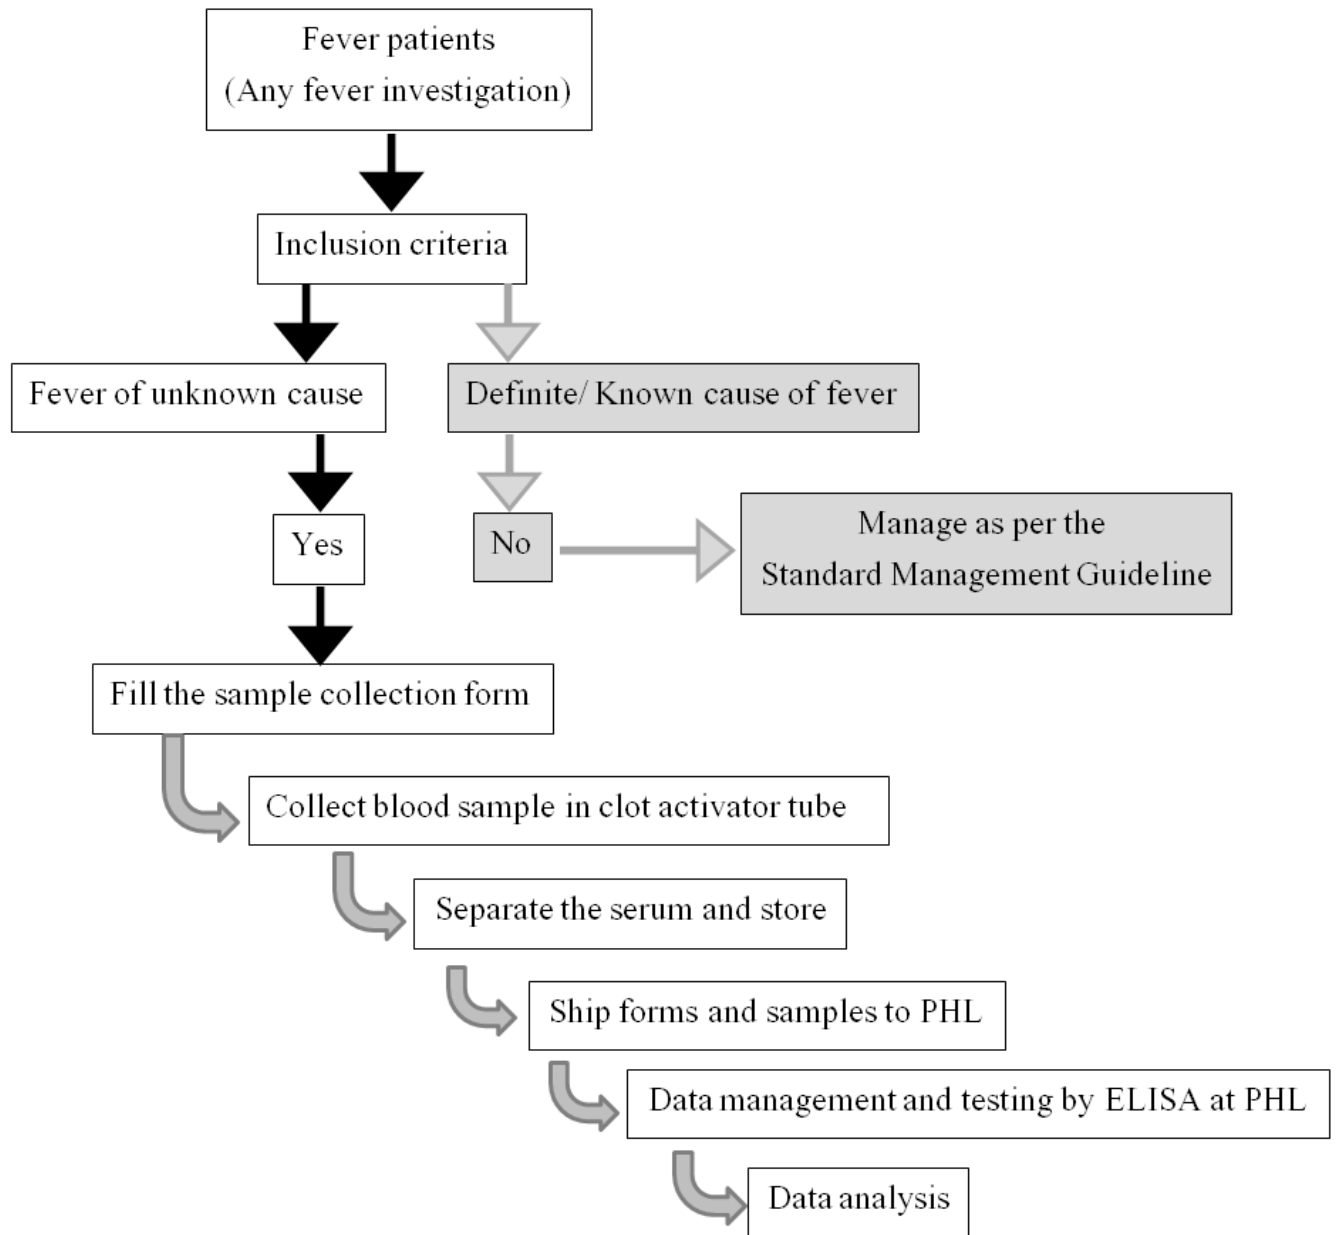 Fever patients
(Any fever investigation)
Inclusion criteria
Fever of unknown cause
Definite/ Known cause of fever
Yes
No
Manage as per the
Standard Management Guideline
Fill the sample collection form
Collect blood sample in clot activator tube
Separate the serum and store
Ship forms and samples to PHL
Data management and testing by ELISA at PHL
Data analysis